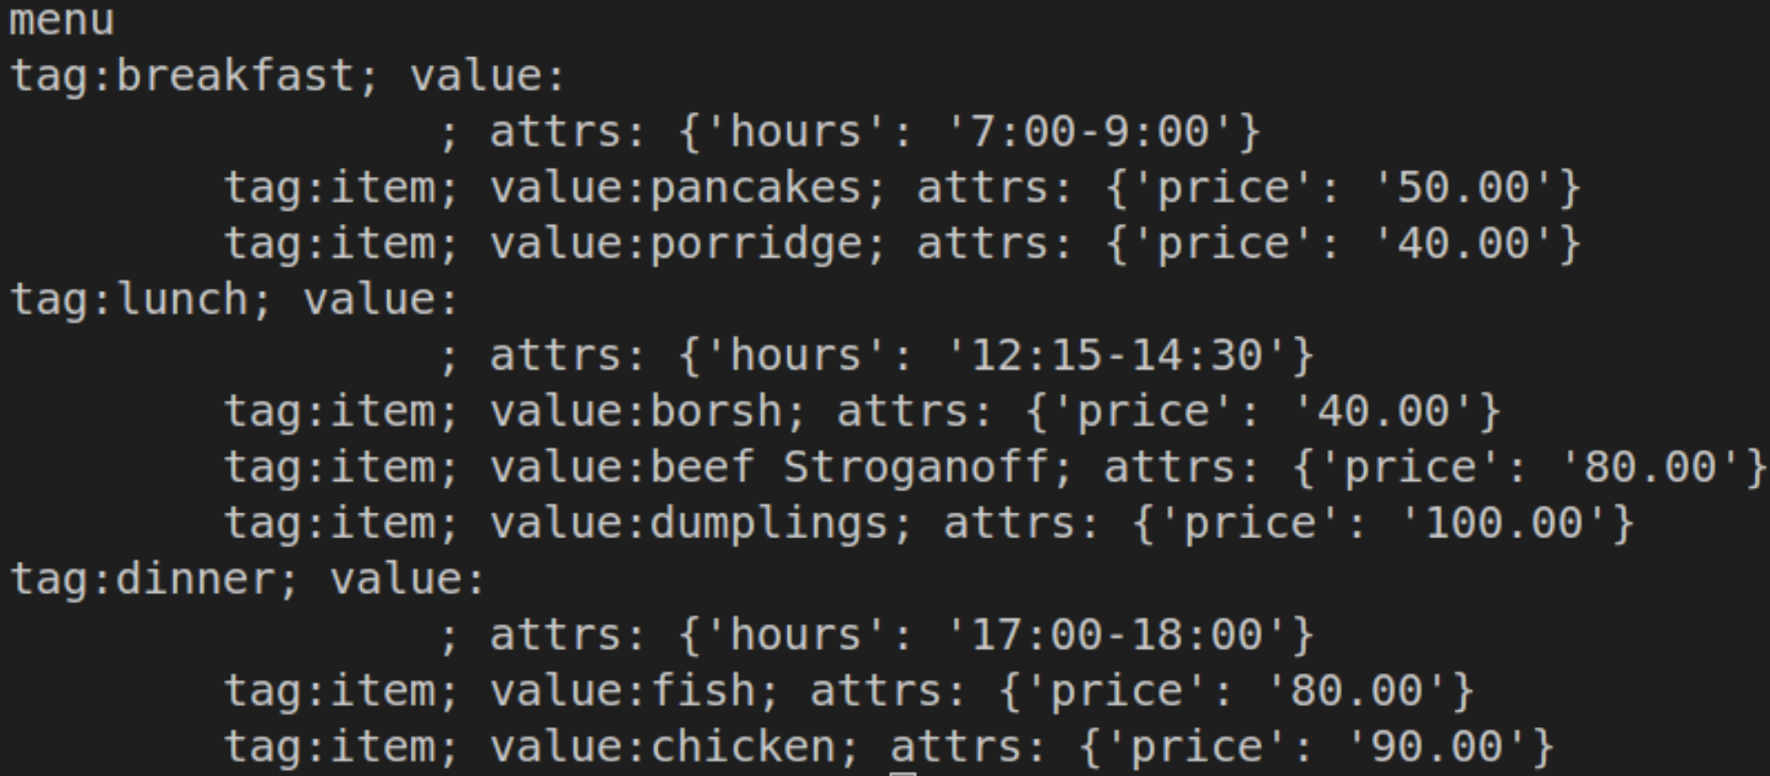 menu
tag:breakfast; value:
; attrs: {'hours': '7:00-9:00'}
tag:item; value:pancakes; attrs: {'price': '50.00'}
tag:item; value:porridge; attrs: {'price': '40.00'}
tag:lunch; value:
; attrs: {'hours': '12:15-14:30'}
tag:item; value:borsh; attrs: {'price': '40.00'}
tag:item; value:beef Stroganoff; attrs: {'price': '80.00'}
tag:item; value:dumplings; attrs: {'price': '100.00'}
tag:dinner; value:
; attrs: {'hours': '17:00-18:00'}
tag:item; value:fish; attrs: {'price': '80.00'}
tag:item; value:chicken; attrs: {'price': '90.00'}